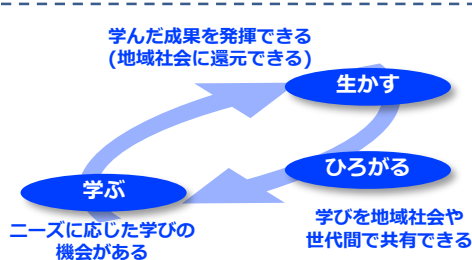 学んだ成果を発揮できる
(地域社会に還元できる)
生かす
ひろがる
学ぶ
学びを地域社会や
世代間で共有できる
ニーズに応じた学びの
機会がある